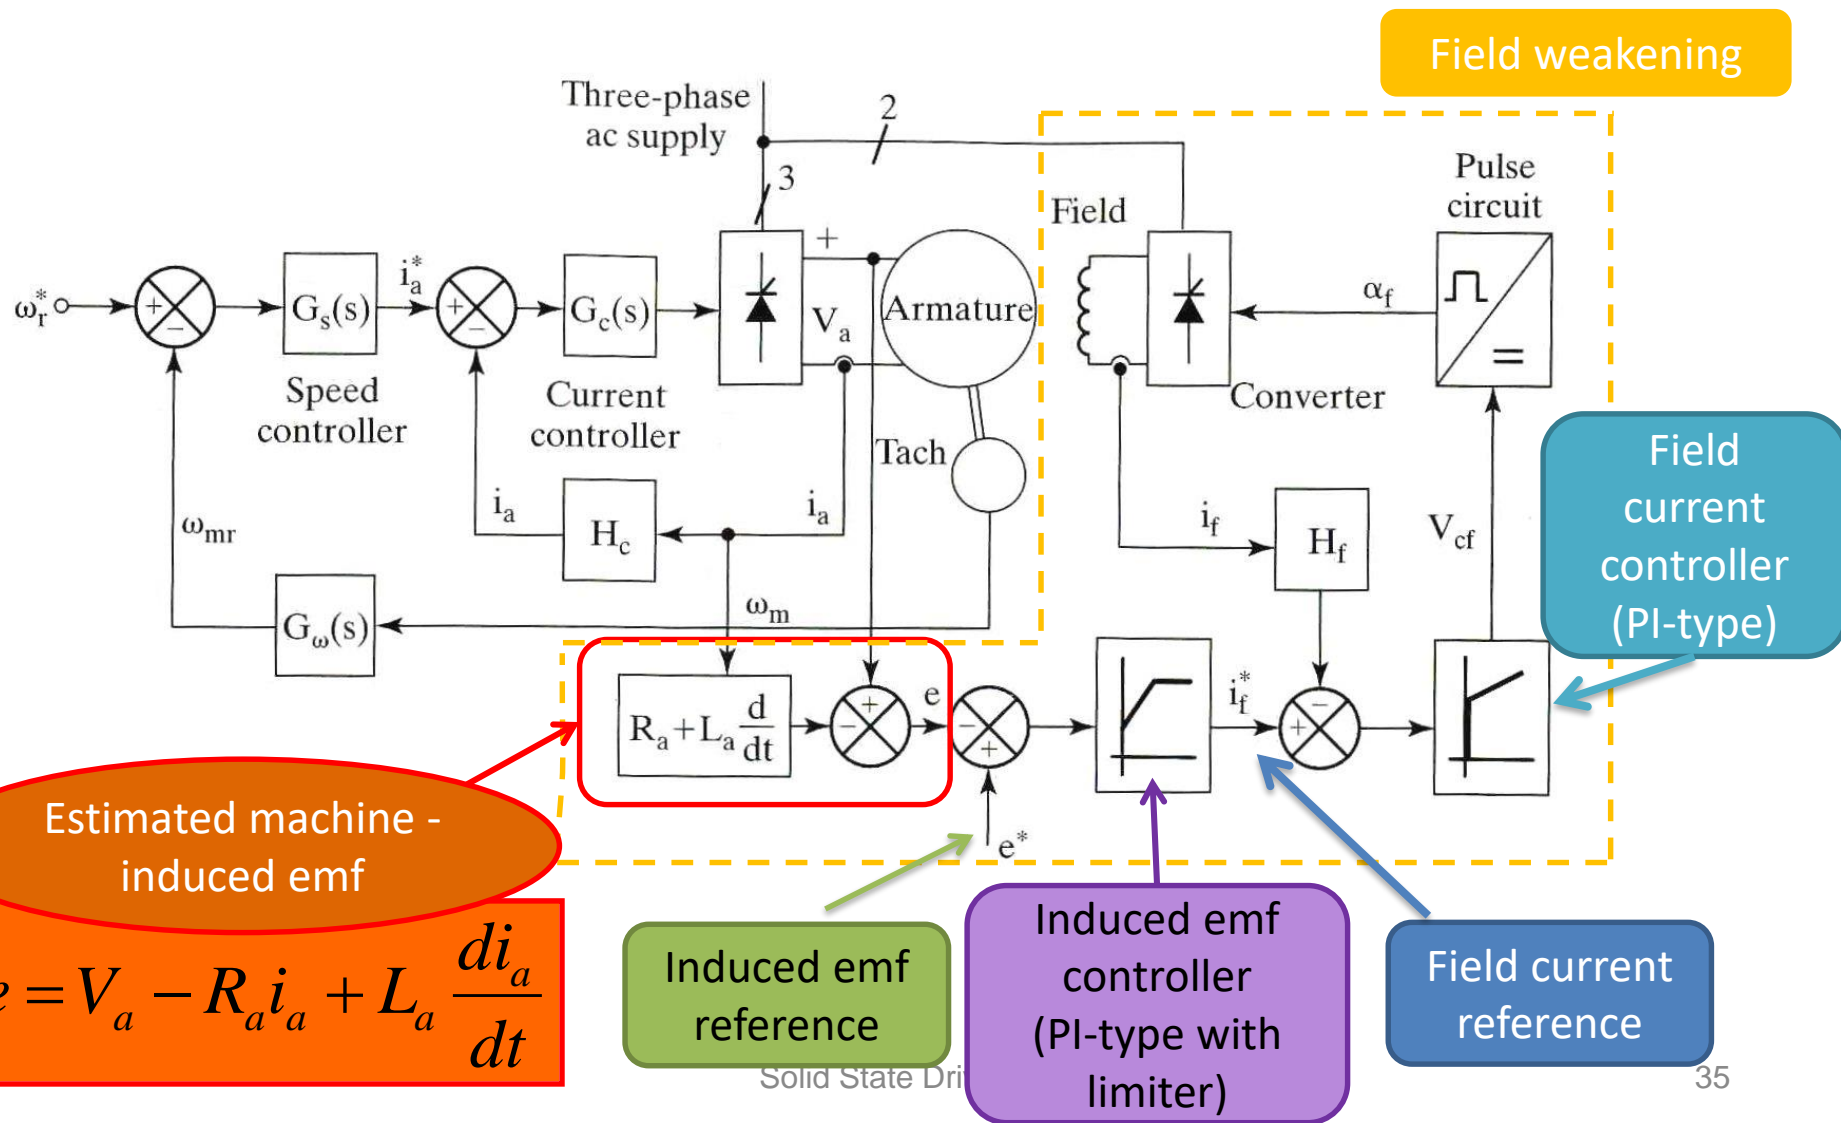 Field weakening
Three-phase
ac supply
2
3
Pulse
circuit
Field
+
ω*r
+
−
Gs(s)
i*a
+
−
Gc(s)
Va
Armature
αf
=
Speed
controller
Current
controller
Converter
Tach
Field
current
controller
(PI-type)
ia
Hc
ia
ωmr
if
Hf
Vcf
ωm
Gω(s)
Ra+La d/dt
−
+
e
−
+
i*f
+
−
e*
Estimated machine -
induced emf
e = Va − Raia + La dia/dt
Induced emf
reference
Induced emf
controller
(PI-type with
limiter)
Field current
reference
Solid State Dri
35